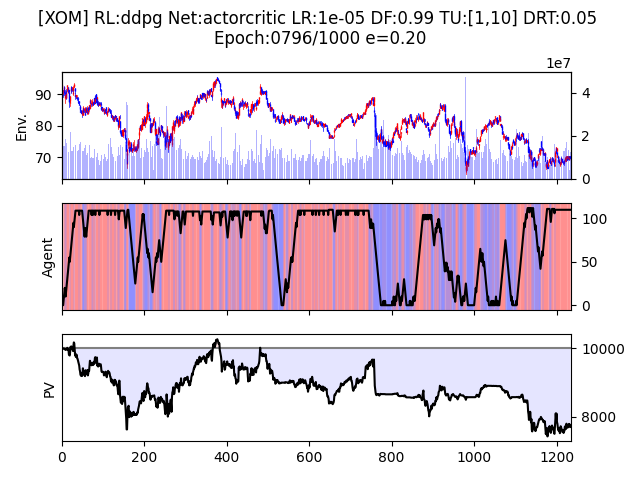 [XOM] RL:ddpg Net:actorcritic LR:1e-05 DF:0.99 TU:[1,10] DRT:0.05
Epoch:0796/1000 e=0.20
1e7
Env.
90
80
70
4
2
0
Agent
100
50
0
PV
10000
8000
0 200 400 600 800 1000 1200